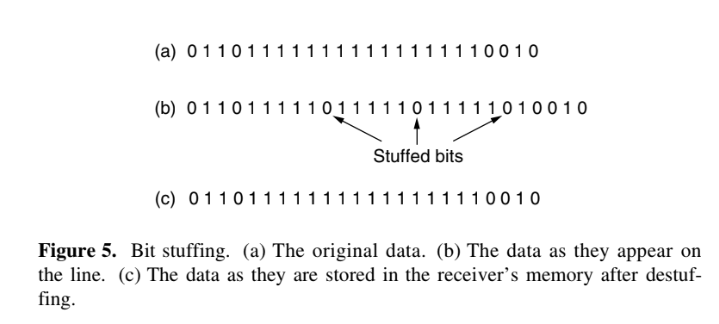 (a) 0 1 1 0 1 1 1 1 1 1 1 1 1 1 1 1 1 1 1 1 0 0 1 0
(b) 0 1 1 0 1 1 1 1 1 0 1 1 1 1 1 0 1 1 1 1 1 0 1 0 0 1 0
Stuffed bits
(c) 0 1 1 0 1 1 1 1 1 1 1 1 1 1 1 1 1 1 1 1 0 0 1 0
Figure 5. Bit stuffing. (a) The original data. (b) The data as they appear on
the line. (c) The data as they are stored in the receiver's memory after destuf-
fing.